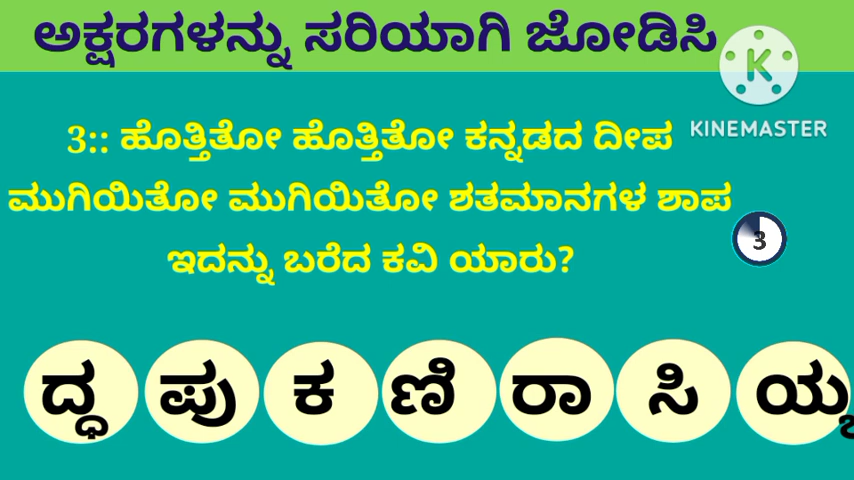 ಅಕ್ಷರಗಳನ್ನು ಸರಿಯಾಗಿ ಜೋಡಿಸಿ
K
KINEMASTER
3:: ಹೊತ್ತಿತೋ ಹೊತ್ತಿತೋ ಕನ್ನಡದ ದೀಪ
ಮುಗಿಯಿತೋ ಮುಗಿಯಿತೋ ಶತಮಾನಗಳ ಶಾಪ
3
ಇದನ್ನು ಬರೆದ ಕವಿ ಯಾರು?
ದ್ಧ ಪು ಕ ಣಿ ರಾ ಸಿ ಯ್ಯ